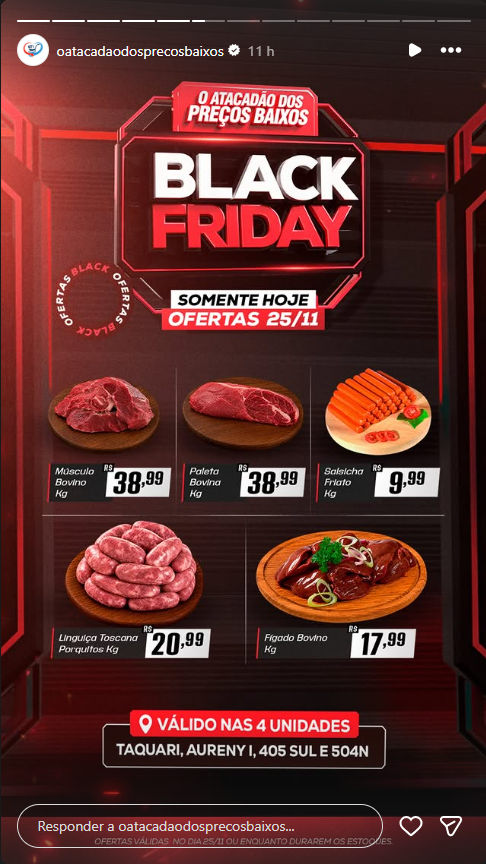 oatacadaodosprecosbaixos 11 h
O ATACADÃO DOS
PREÇOS BAIXOS
BLACK
FRIDAY
OFERTAS BLACK OFERTAS BLACK
SOMENTE HOJE
OFERTAS 25/11
Músculo
Bovino
Kg
R$
38,99
Paleta
Bovina
Kg
R$
38,99
Salsicha
Friato
Kg
R$
9,99
Linguiça Toscana
Porquitos Kg
R$
20,99
Fígado Bovino
Kg
R$
17,99
VÁLIDO NAS 4 UNIDADES
TAQUARI, AURENY I, 405 SUL E 504N
Responder a oatacadaodosprecosbaixos...
OFERTAS VÁLIDAS NO DIA 25/11 OU ENQUANTO DURAREM OS ESTOQUES.